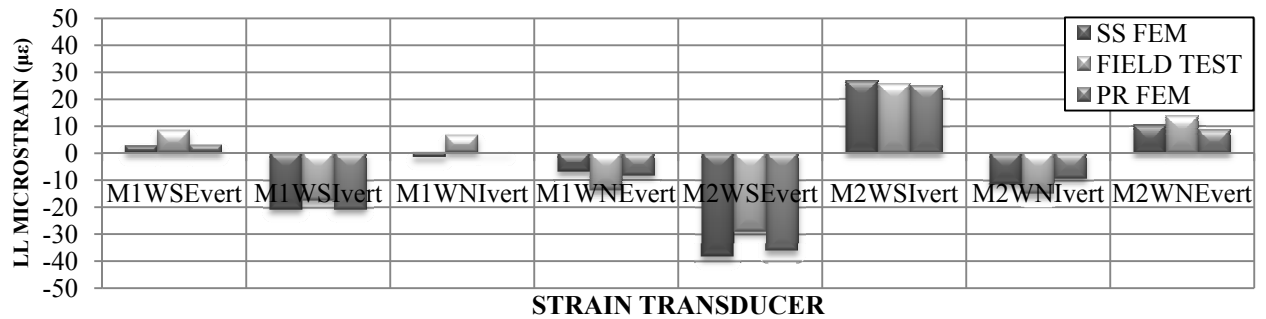 LL MICROSTRAIN (µε)
50
40
30
20
10
0
-10
-20
-30
-40
-50
SS FEM
FIELD TEST
PR FEM
M1WSEvert M1WSIvert M1WNIvert M1WNEvert M2WSEvert M2WSIvert M2WNIvert M2WNEvert
STRAIN TRANSDUCER